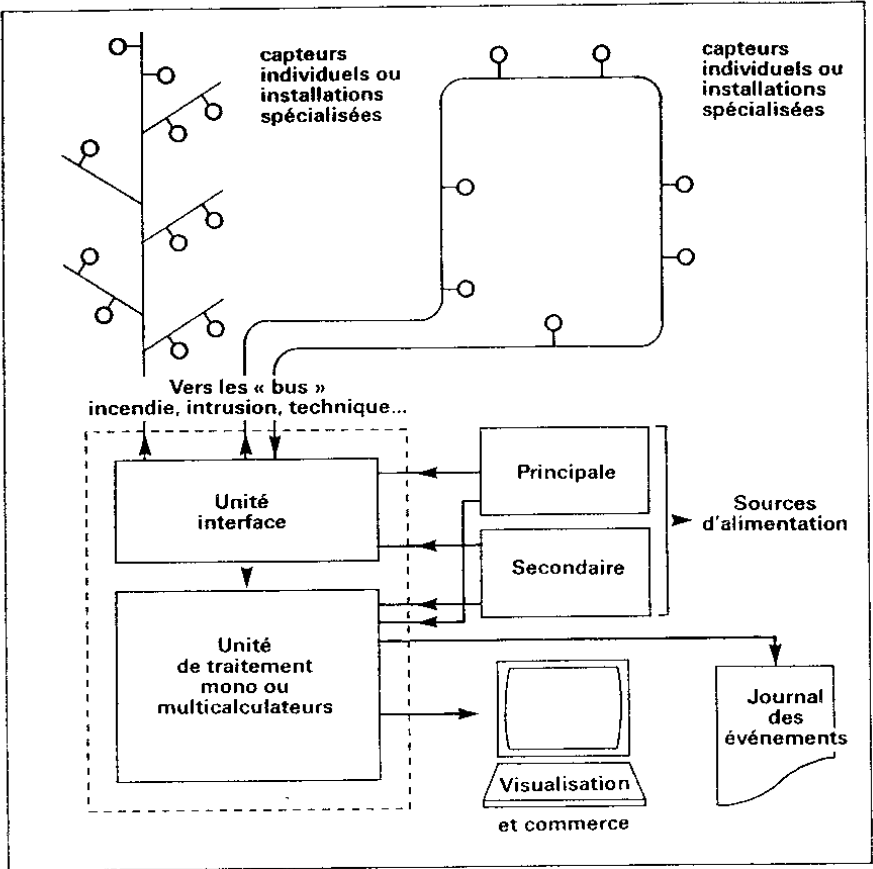 capteurs
individuels ou
installations
spécialisées
capteurs
individuels ou
installations
spécialisées
Vers les « bus »
incendie, intrusion, technique...
Unité
interface
Principale
Secondaire
Sources
d'alimentation
Unité
de traitement
mono ou
multicalculateurs
Visualisation
et commerce
Journal
des
événements